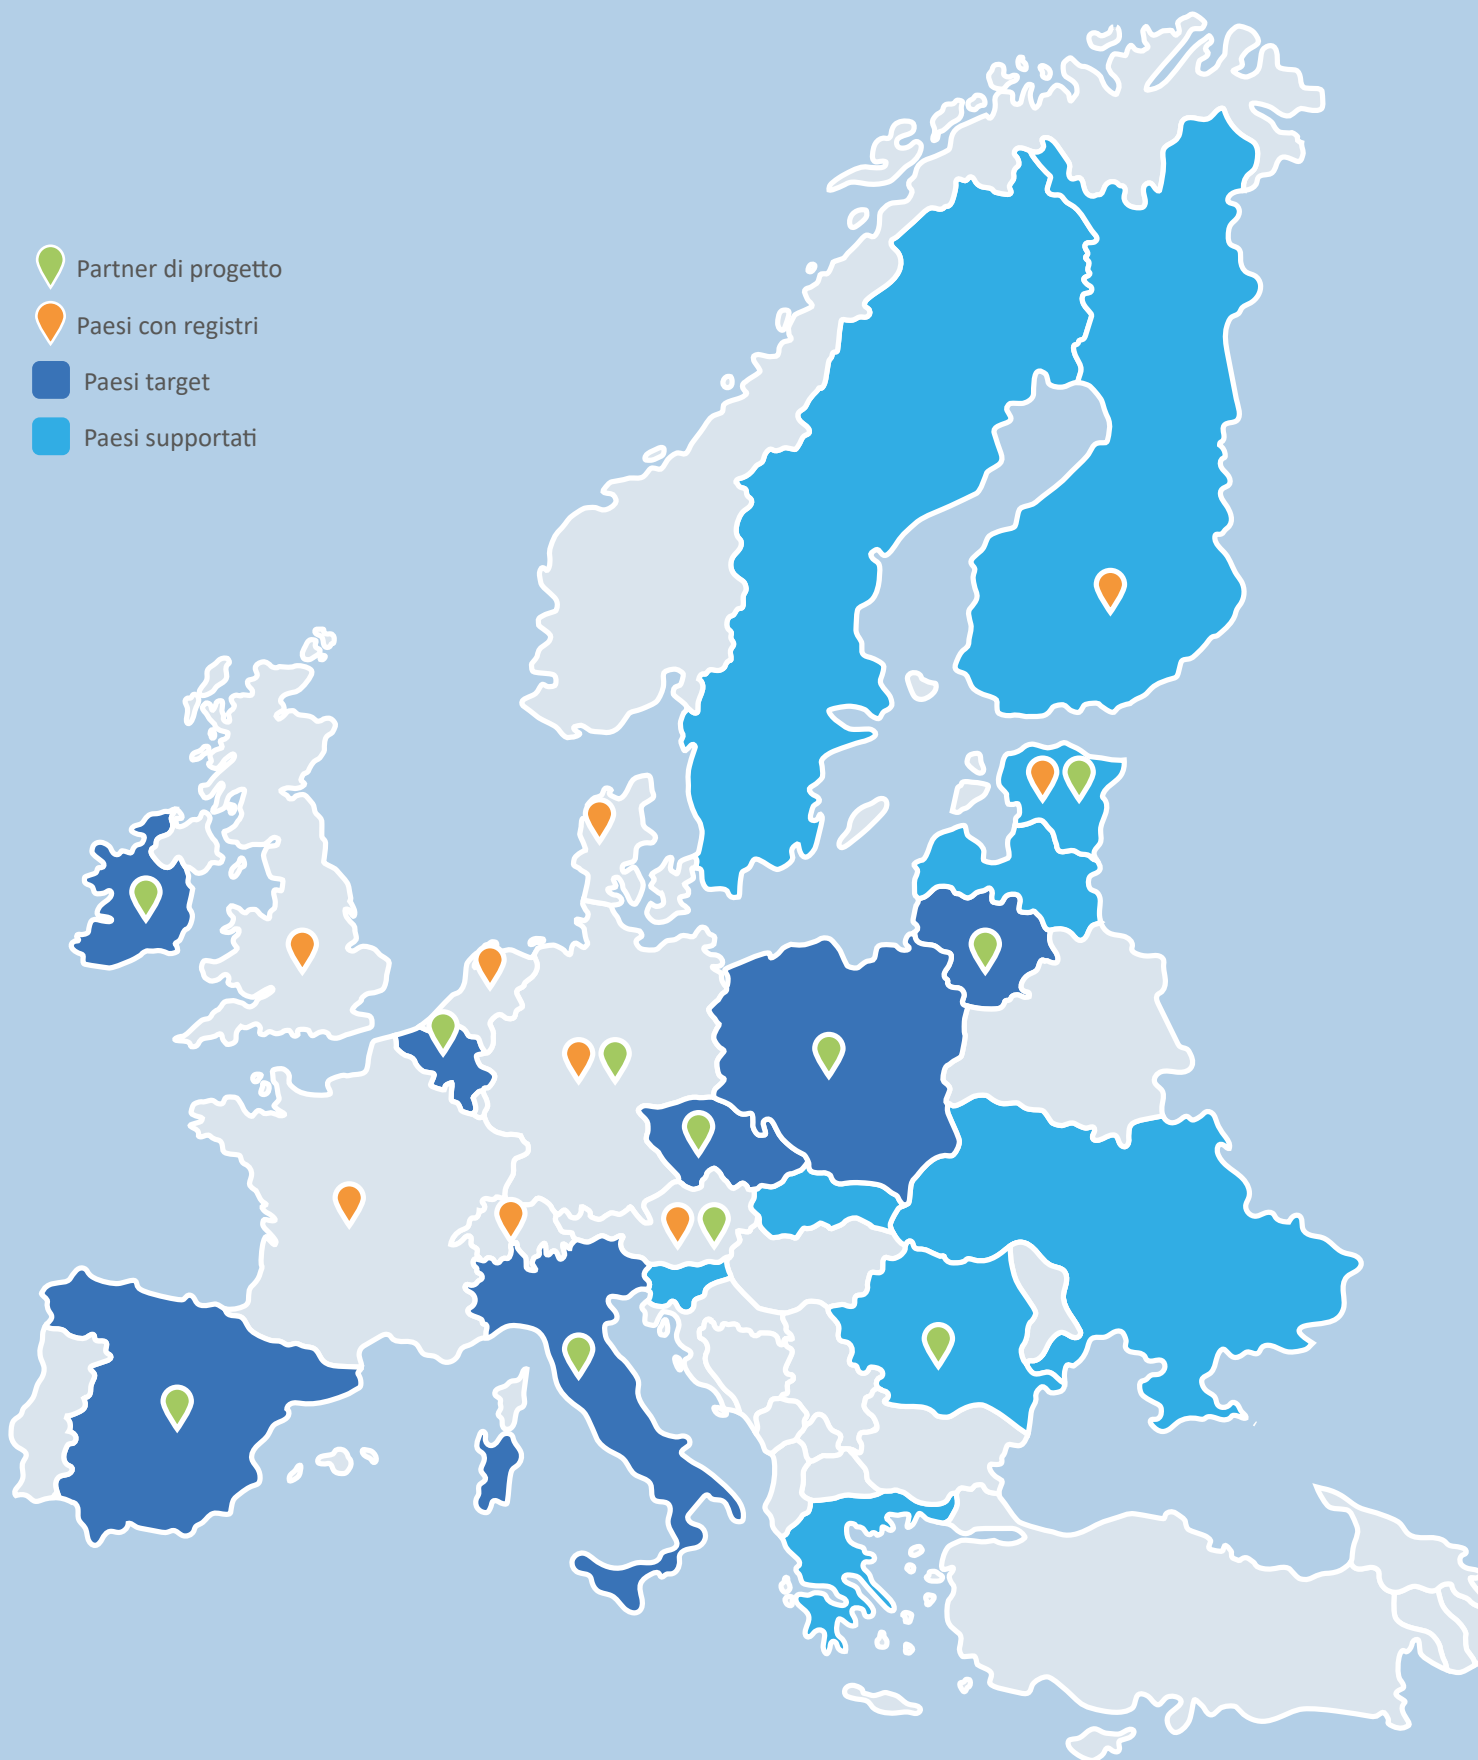 Partner di progetto
Paesi con registri
Paesi target
Paesi supportati